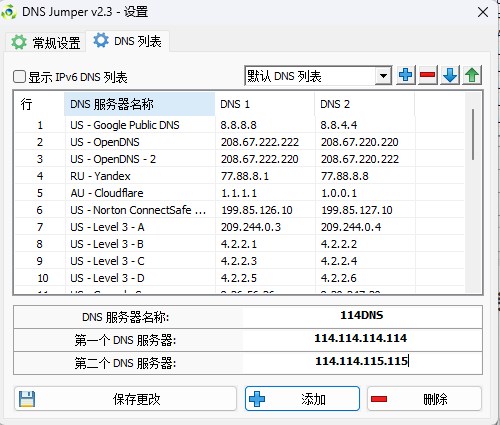 DNS Jumper v2.3 - 设置
常规设置 DNS 列表
显示 IPv6 DNS 列表 默认 DNS 列表
行 DNS 服务器名称 DNS 1 DNS 2
1 US - Google Public DNS 8.8.8.8 8.8.4.4
2 US - OpenDNS 208.67.222.222 208.67.220.220
3 US - OpenDNS - 2 208.67.222.220 208.67.220.222
4 RU - Yandex 77.88.8.1 77.88.8.8
5 AU - Cloudflare 1.1.1.1 1.0.0.1
6 US - Norton ConnectSafe ... 199.85.126.10 199.85.127.10
7 US - Level 3 - A 209.244.0.3 209.244.0.4
8 US - Level 3 - B 4.2.2.1 4.2.2.2
9 US - Level 3 - C 4.2.2.3 4.2.2.4
10 US - Level 3 - D 4.2.2.5 4.2.2.6
DNS 服务器名称: 114DNS
第一个 DNS 服务器: 114.114.114.114
第二个 DNS 服务器: 114.114.115.115
保存更改 添加 删除